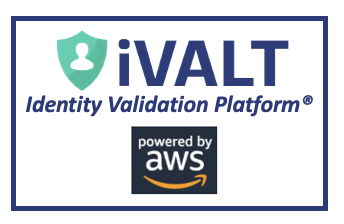 iVALT
Identity Validation Platform®
powered by
aws